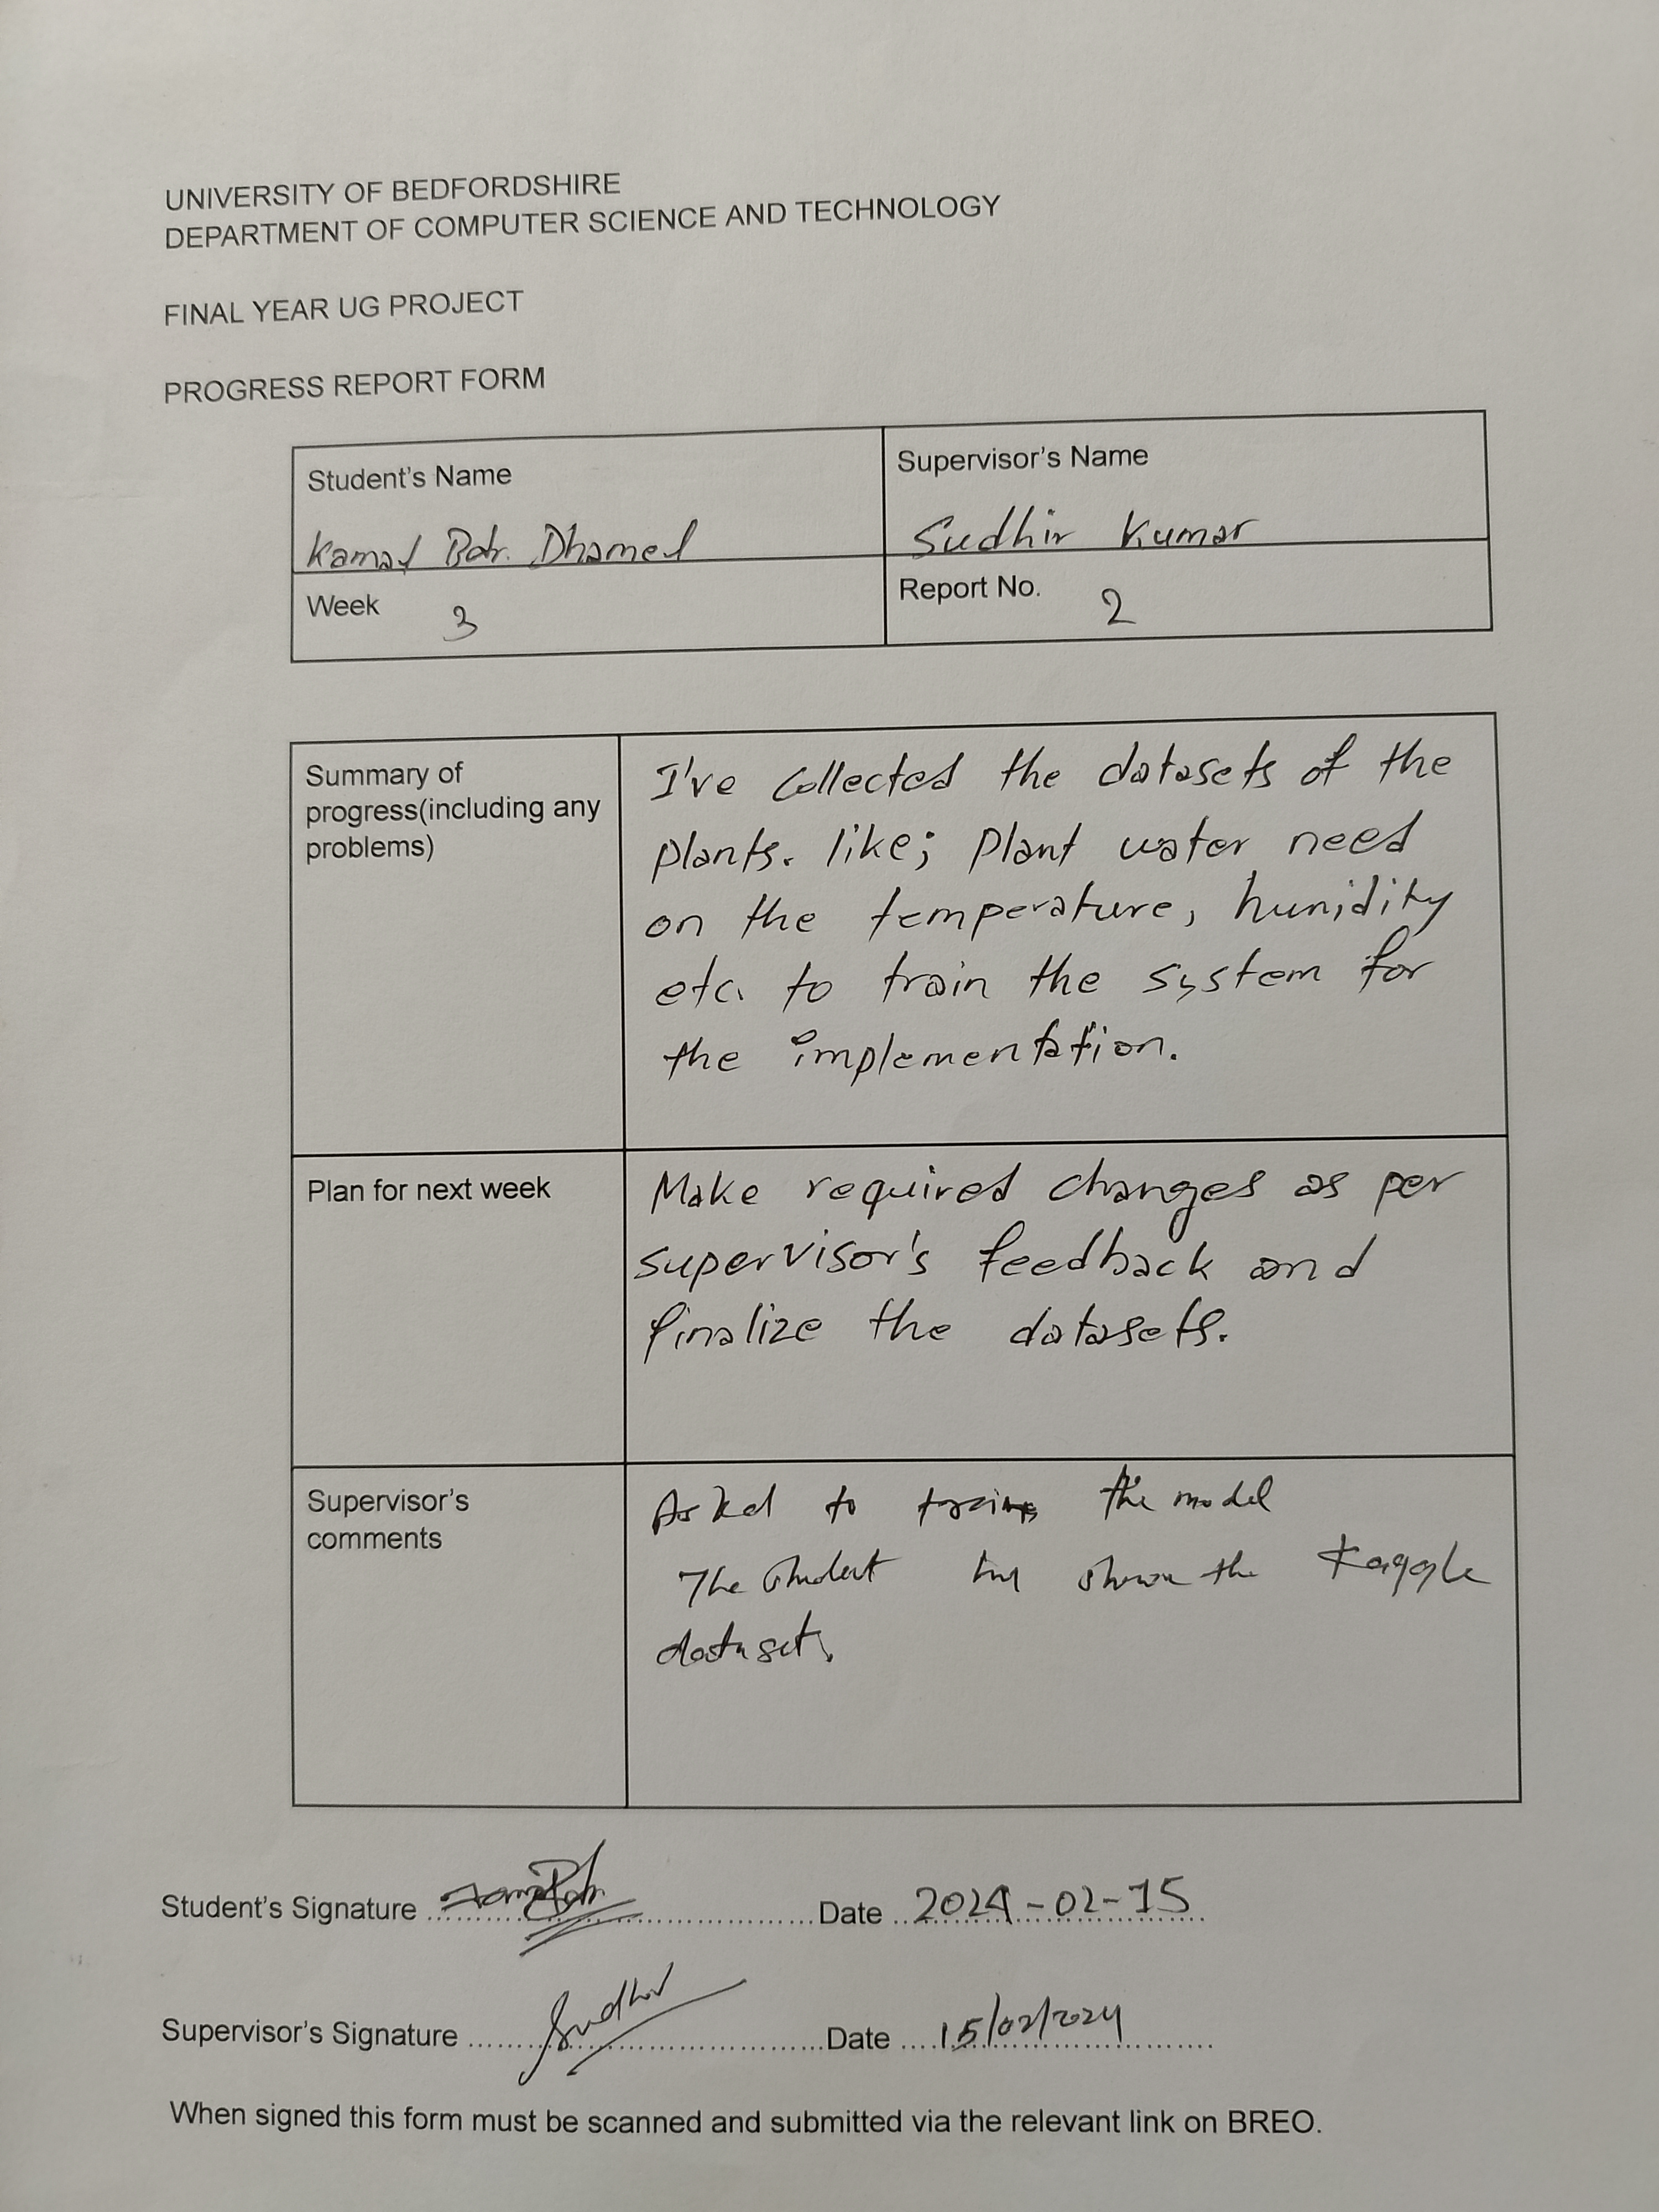 UNIVERSITY OF BEDFORDSHIRE
DEPARTMENT OF COMPUTER SCIENCE AND TECHNOLOGY
FINAL YEAR UG PROJECT
PROGRESS REPORT FORM
Student's Name
Kamal Bdr. Dhamel
Supervisor's Name
Sudhir Kumar
Week 3
Report No. 2
Summary of
progress(including any
problems)
I've collected the datasets of the
plants. like; plant water need
on the temperature, hunidity
etc. to train the system for
the implementation.
Plan for next week
Make required changes as per
supervisor's feedback and
finalize the datasets.
Supervisor's
comments
Asked to train the model
The student has shown the Kaggle
dataset.
Student's Signature Date 2024-02-15
Supervisor's Signature Sudhir Date 15/02/2024
When signed this form must be scanned and submitted via the relevant link on BREO.